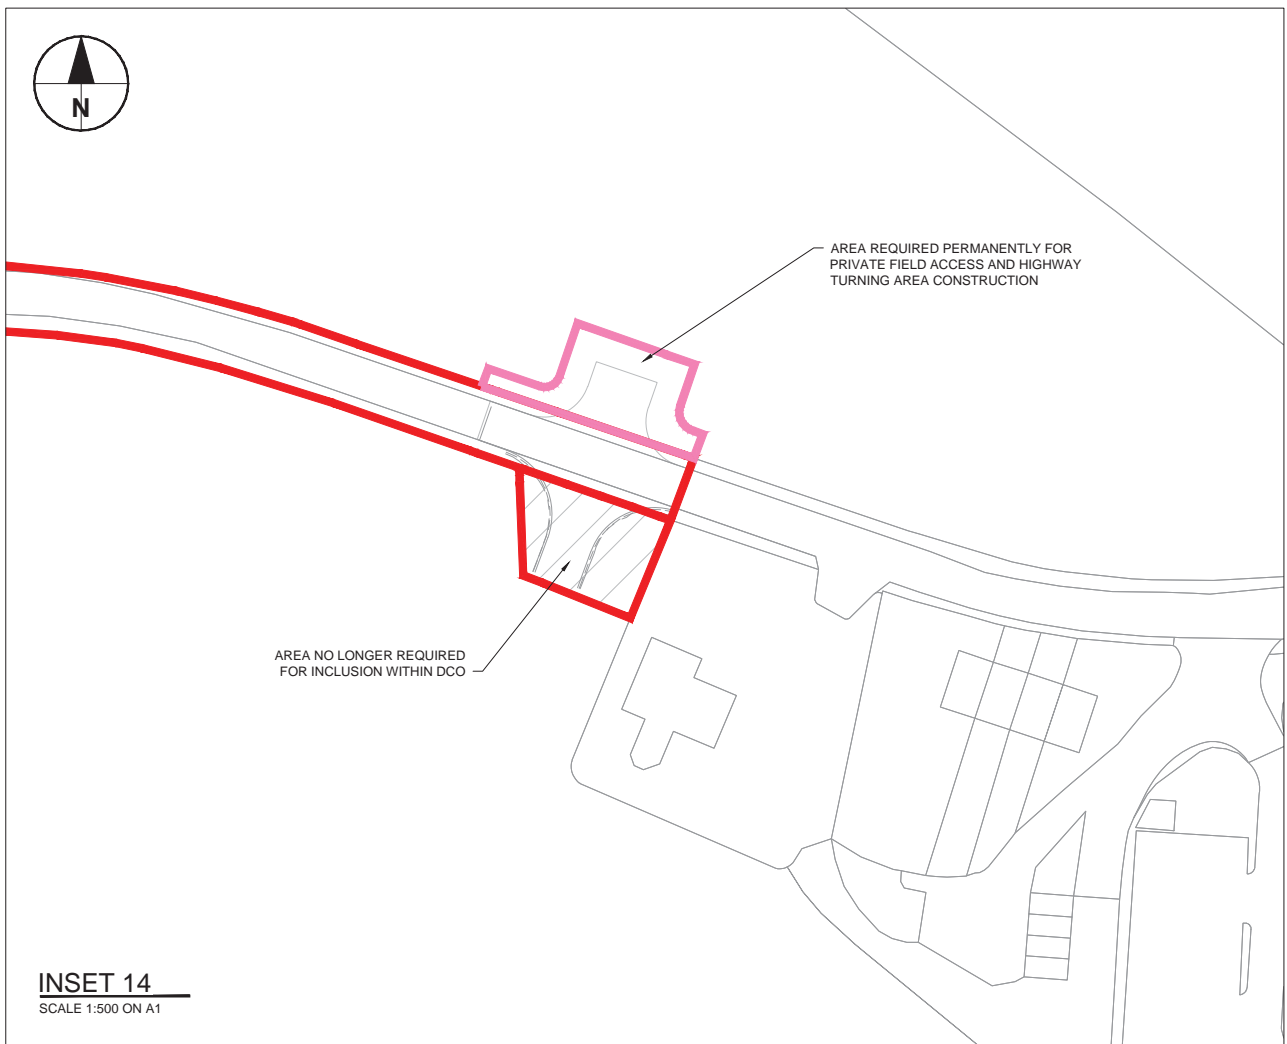 N
AREA REQUIRED PERMANENTLY FOR
PRIVATE FIELD ACCESS AND HIGHWAY
TURNING AREA CONSTRUCTION
AREA NO LONGER REQUIRED
FOR INCLUSION WITHIN DCO
INSET 14
SCALE 1:500 ON A1